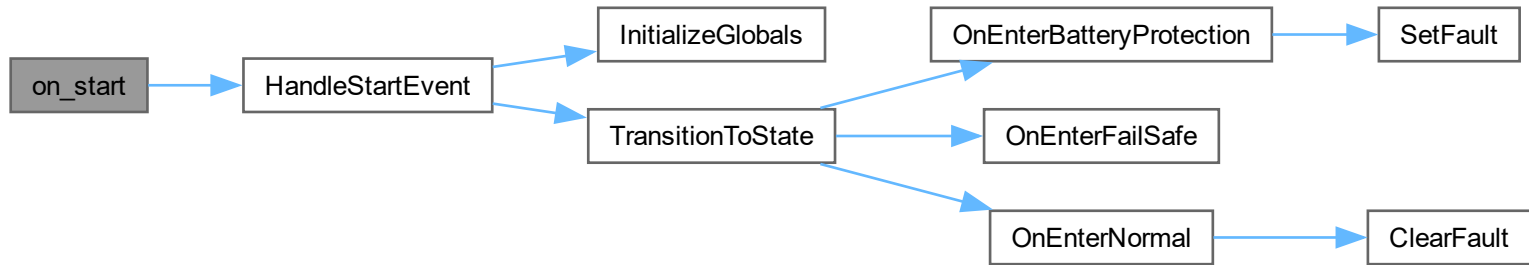 on_start
HandleStartEvent
InitializeGlobals
TransitionToState
OnEnterBatteryProtection
SetFault
OnEnterFailSafe
OnEnterNormal
ClearFault